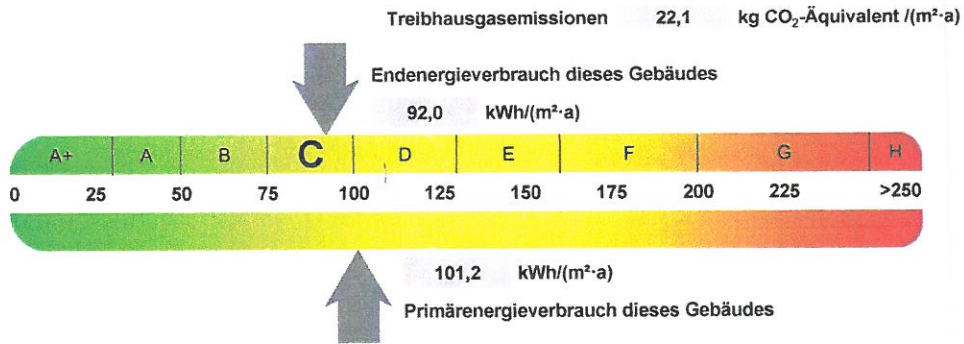 Treibhausgasemissionen 22,1 kg CO₂-Äquivalent /(m²·a)
Endenergieverbrauch dieses Gebäudes
92,0 kWh/(m²·a)
A+ A B C D E F G H
0 25 50 75 100 125 155 175 200 225 >250
101,2 kWh/(m²·a)
Primärenergieverbrauch dieses Gebäudes